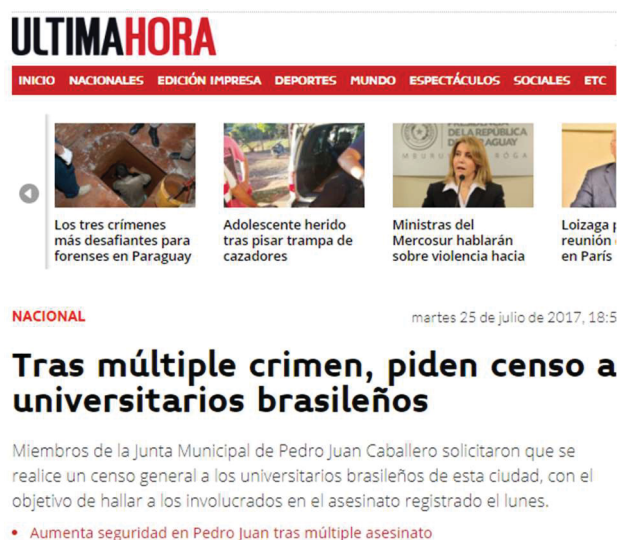 ULTIMAHORA
INICIO NACIONALES EDICIÓN IMPRESA DEPORTES MUNDO ESPECTÁCULOS SOCIALES ETC
DE LA REPÚBLICA
Los tres crímenes
más desafiantes para
forenses en Paraguay
Adolescente herido
tras pisar trampa de
cazadores
Ministras del
Mercosur hablarán
sobre violencia hacia
Loizaga
reunión
en París
NACIONAL
martes 25 de julio de 2017, 18:5
Tras múltiple crimen, piden censo a
universitarios brasileños
Miembros de la Junta Municipal de Pedro Juan Caballero solicitaron que se
realice un censo general a los universitarios brasileños de esta ciudad, con el
objetivo de hallar a los involucrados en el asesinato registrado el lunes.
• Aumenta seguridad en Pedro Juan tras múltiple asesinato